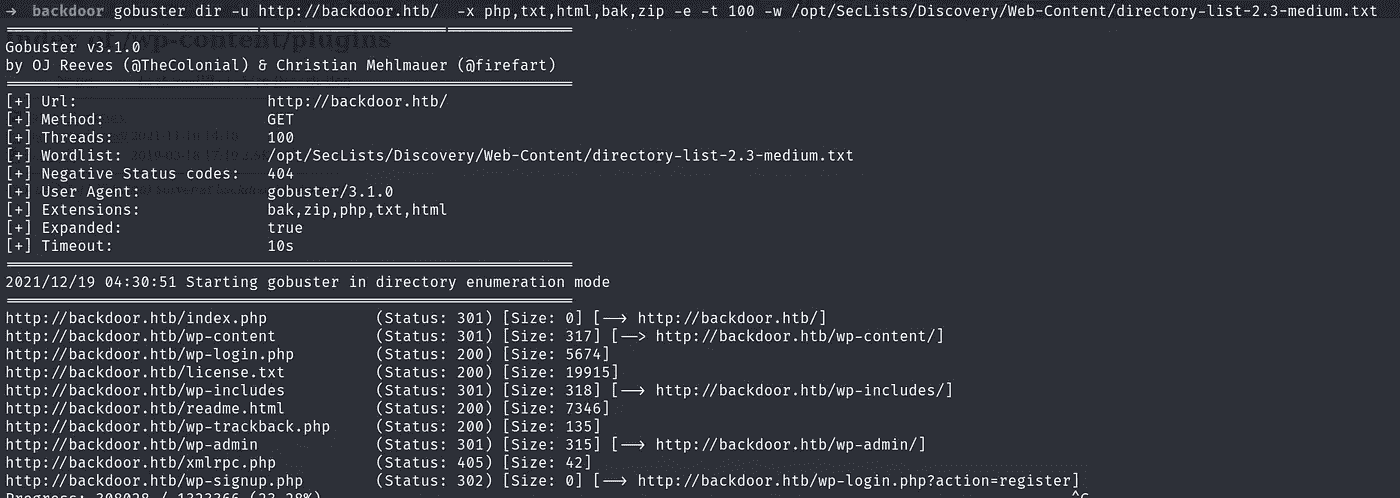 → backdoor gobuster dir -u http://backdoor.htb/ -x php,txt,html,bak,zip -e -t 100 -w /opt/SecLists/Discovery/Web-Content/directory-list-2.3-medium.txt
Index of /wp-content/plugins
Gobuster v3.1.0
by OJ Reeves (@TheColonial) & Christian Mehlmauer (@firefart)
[+] Url: http://backdoor.htb/
[+] Method: GET
[+] Threads: 100
[+] Wordlist: /opt/SecLists/Discovery/Web-Content/directory-list-2.3-medium.txt
[+] Negative Status codes: 404
[+] User Agent: gobuster/3.1.0
[+] Extensions: bak,zip,php,txt,html
[+] Expanded: true
[+] Timeout: 10s
2021/12/19 04:30:51 Starting gobuster in directory enumeration mode
http://backdoor.htb/index.php (Status: 301) [Size: 0] [--> http://backdoor.htb/]
http://backdoor.htb/wp-content (Status: 301) [Size: 317] [--> http://backdoor.htb/wp-content/]
http://backdoor.htb/wp-login.php (Status: 200) [Size: 5674]
http://backdoor.htb/license.txt (Status: 200) [Size: 19915]
http://backdoor.htb/wp-includes (Status: 301) [Size: 318] [--> http://backdoor.htb/wp-includes/]
http://backdoor.htb/readme.html (Status: 200) [Size: 7346]
http://backdoor.htb/wp-trackback.php (Status: 200) [Size: 135]
http://backdoor.htb/wp-admin (Status: 301) [Size: 315] [--> http://backdoor.htb/wp-admin/]
http://backdoor.htb/xmlrpc.php (Status: 405) [Size: 42]
http://backdoor.htb/wp-signup.php (Status: 302) [Size: 0] [--> http://backdoor.htb/wp-login.php?action=register]
Progress: 308028 / 1323366 (23.28%) ^C